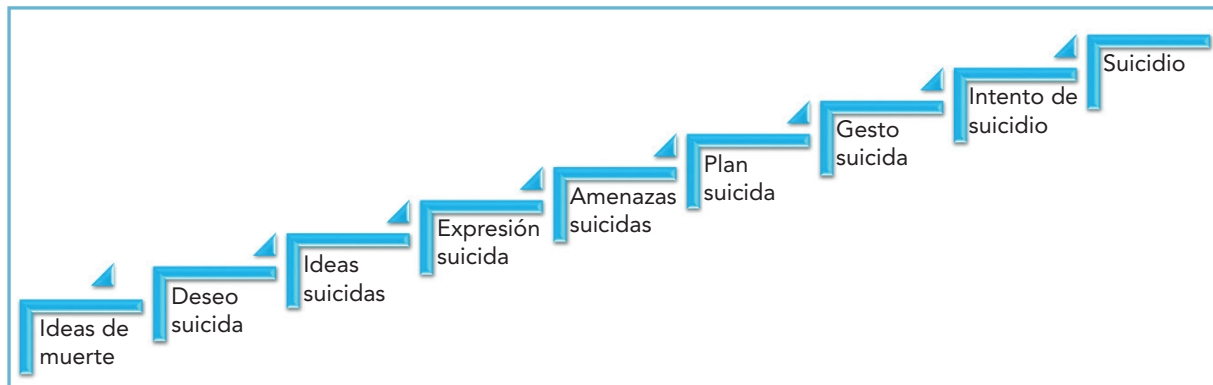 Ideas de
muerte
Deseo
suicida
Ideas
suicidas
Expresión
suicida
Amenazas
suicidas
Plan
suicida
Gesto
suicida
Intento de
suicidio
Suicidio